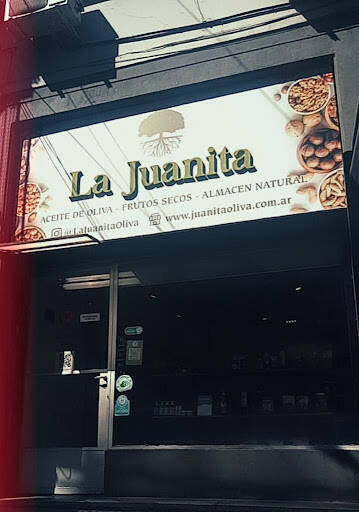 La Juanita
ACEITE DE OLIVA - FRUTOS SECOS - ALMACEN NATURAL
@LaJuanitaOliva www.juanitaoliva.com.ar